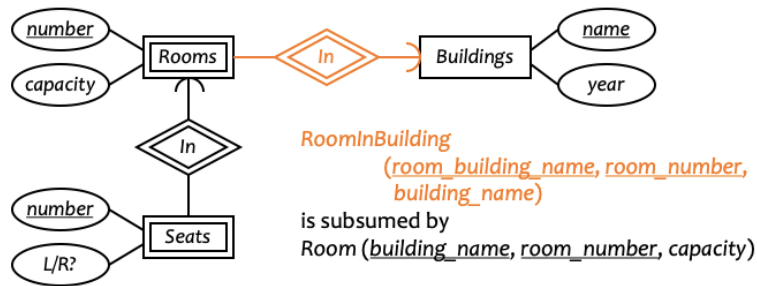 number
name
Rooms
In
Buildings
capacity
year
In
RoomInBuilding
(room_building_name, room_number,
building_name)
number
is subsumed by
Seats
Room (building_name, room_number, capacity)
L/R?